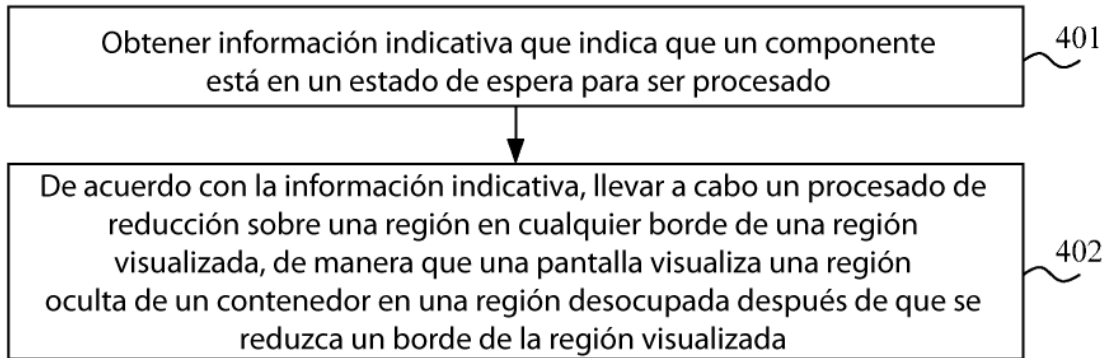 Obtener información indicativa que indica que un componente
está en un estado de espera para ser procesado
401
De acuerdo con la información indicativa, llevar a cabo un procesado de
reducción sobre una región en cualquier borde de una región
visualizada, de manera que una pantalla visualiza una región
oculta de un contenedor en una región desocupada después de que se
reduzca un borde de la región visualizada
402